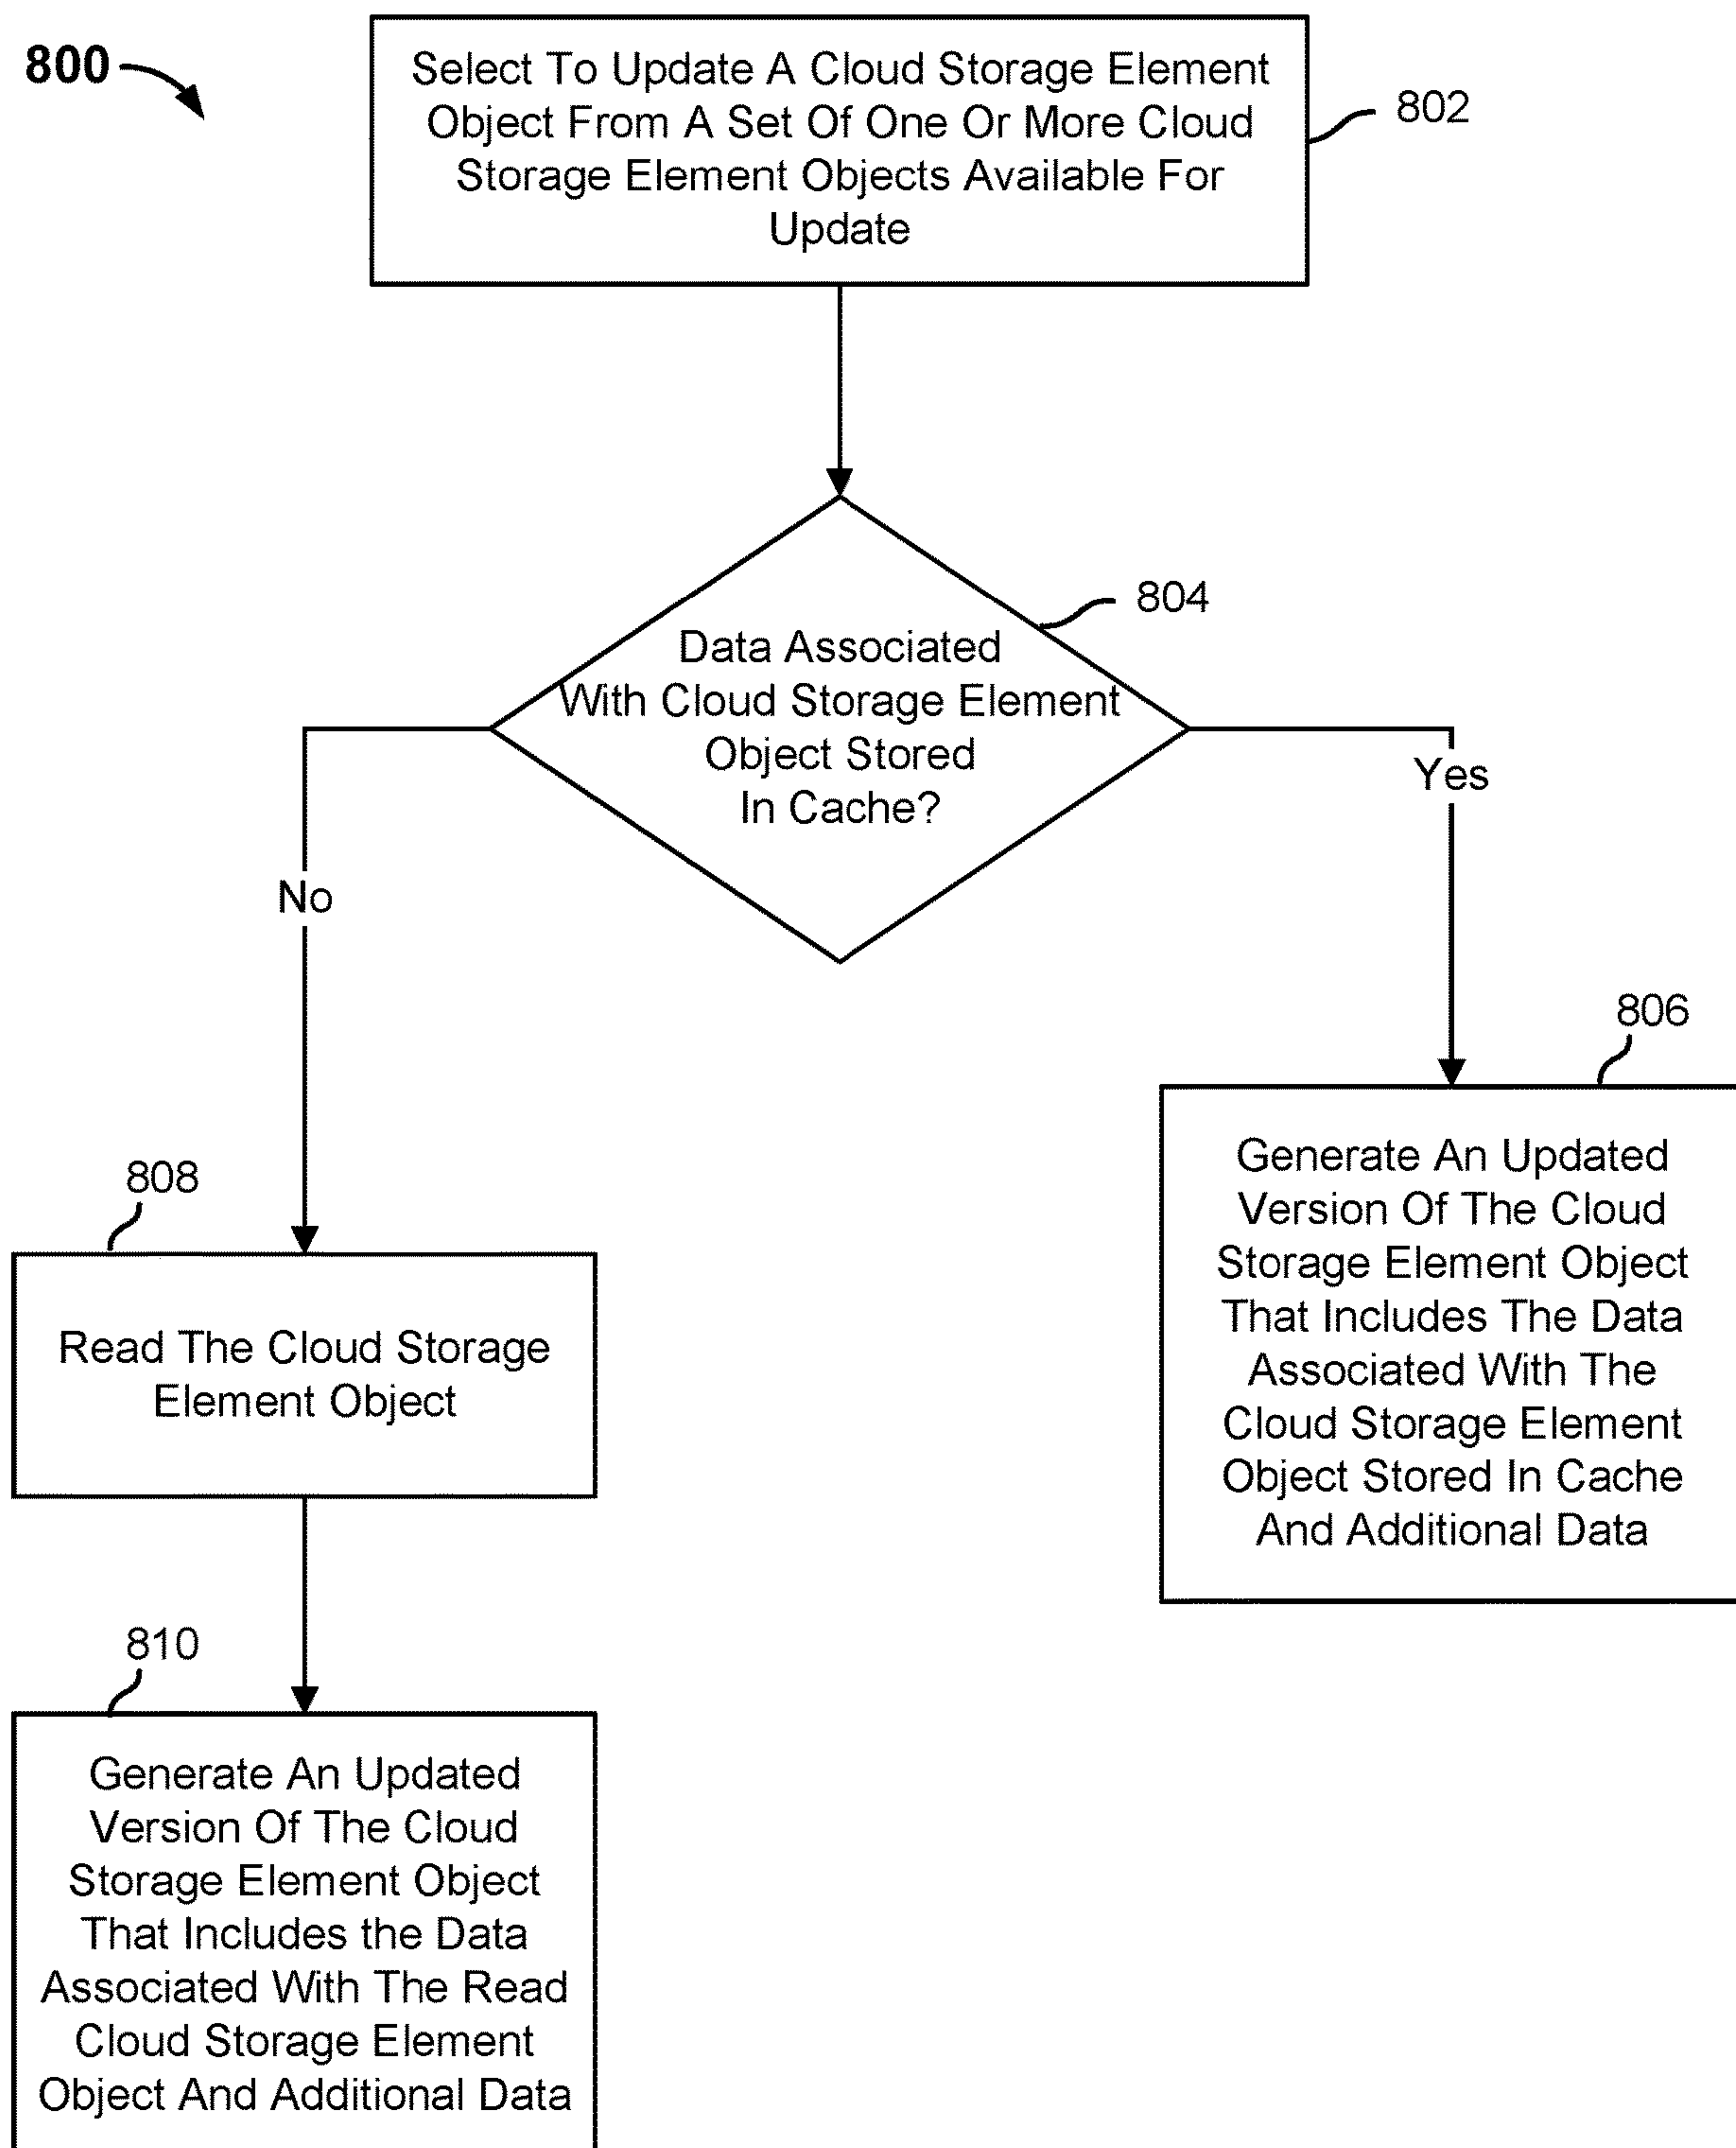 800
Select To Update A Cloud Storage Element
Object From A Set Of One Or More Cloud
Storage Element Objects Available For
Update
802
804
Data Associated
With Cloud Storage Element
Object Stored
In Cache?
Yes
No
806
Generate An Updated
Version Of The Cloud
Storage Element Object
That Includes The Data
Associated With The
Cloud Storage Element
Object Stored In Cache
And Additional Data
808
Read The Cloud Storage
Element Object
810
Generate An Updated
Version Of The Cloud
Storage Element Object
That Includes the Data
Associated With The Read
Cloud Storage Element
Object And Additional Data